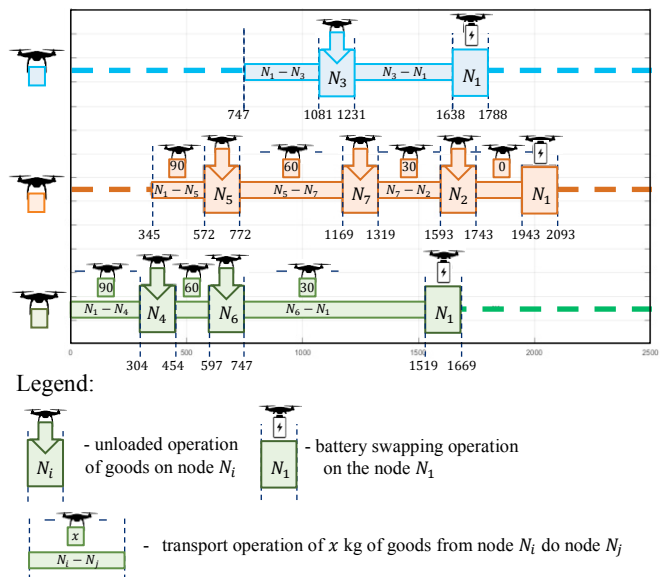 N₁ − N₃ N₃ N₃ − N₁ N₁
747 1081 1231 1638 1788
90 60 30 0
N₁ − N₅ N₅ N₅ − N₇ N₇ N₇ − N₂ N₂ N₁
345 572 772 1169 1319 1593 1743 1943 2093
90 60 30
N₁ − N₄ N₄ N₆ N₆ − N₁ N₁
0 500 1000 1500 2000 2500
304 454 597 747 1519 1669
Legend:
Nᵢ - unloaded operation
of goods on node Nᵢ
N₁ - battery swapping operation
on the node N₁
x
Nᵢ − Nⱼ - transport operation of x kg of goods from node Nᵢ do node Nⱼ